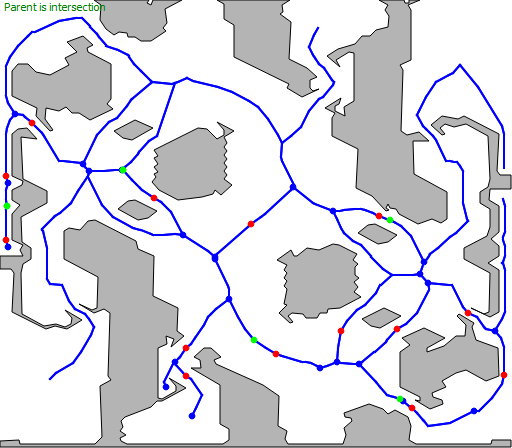 Parent is intersection